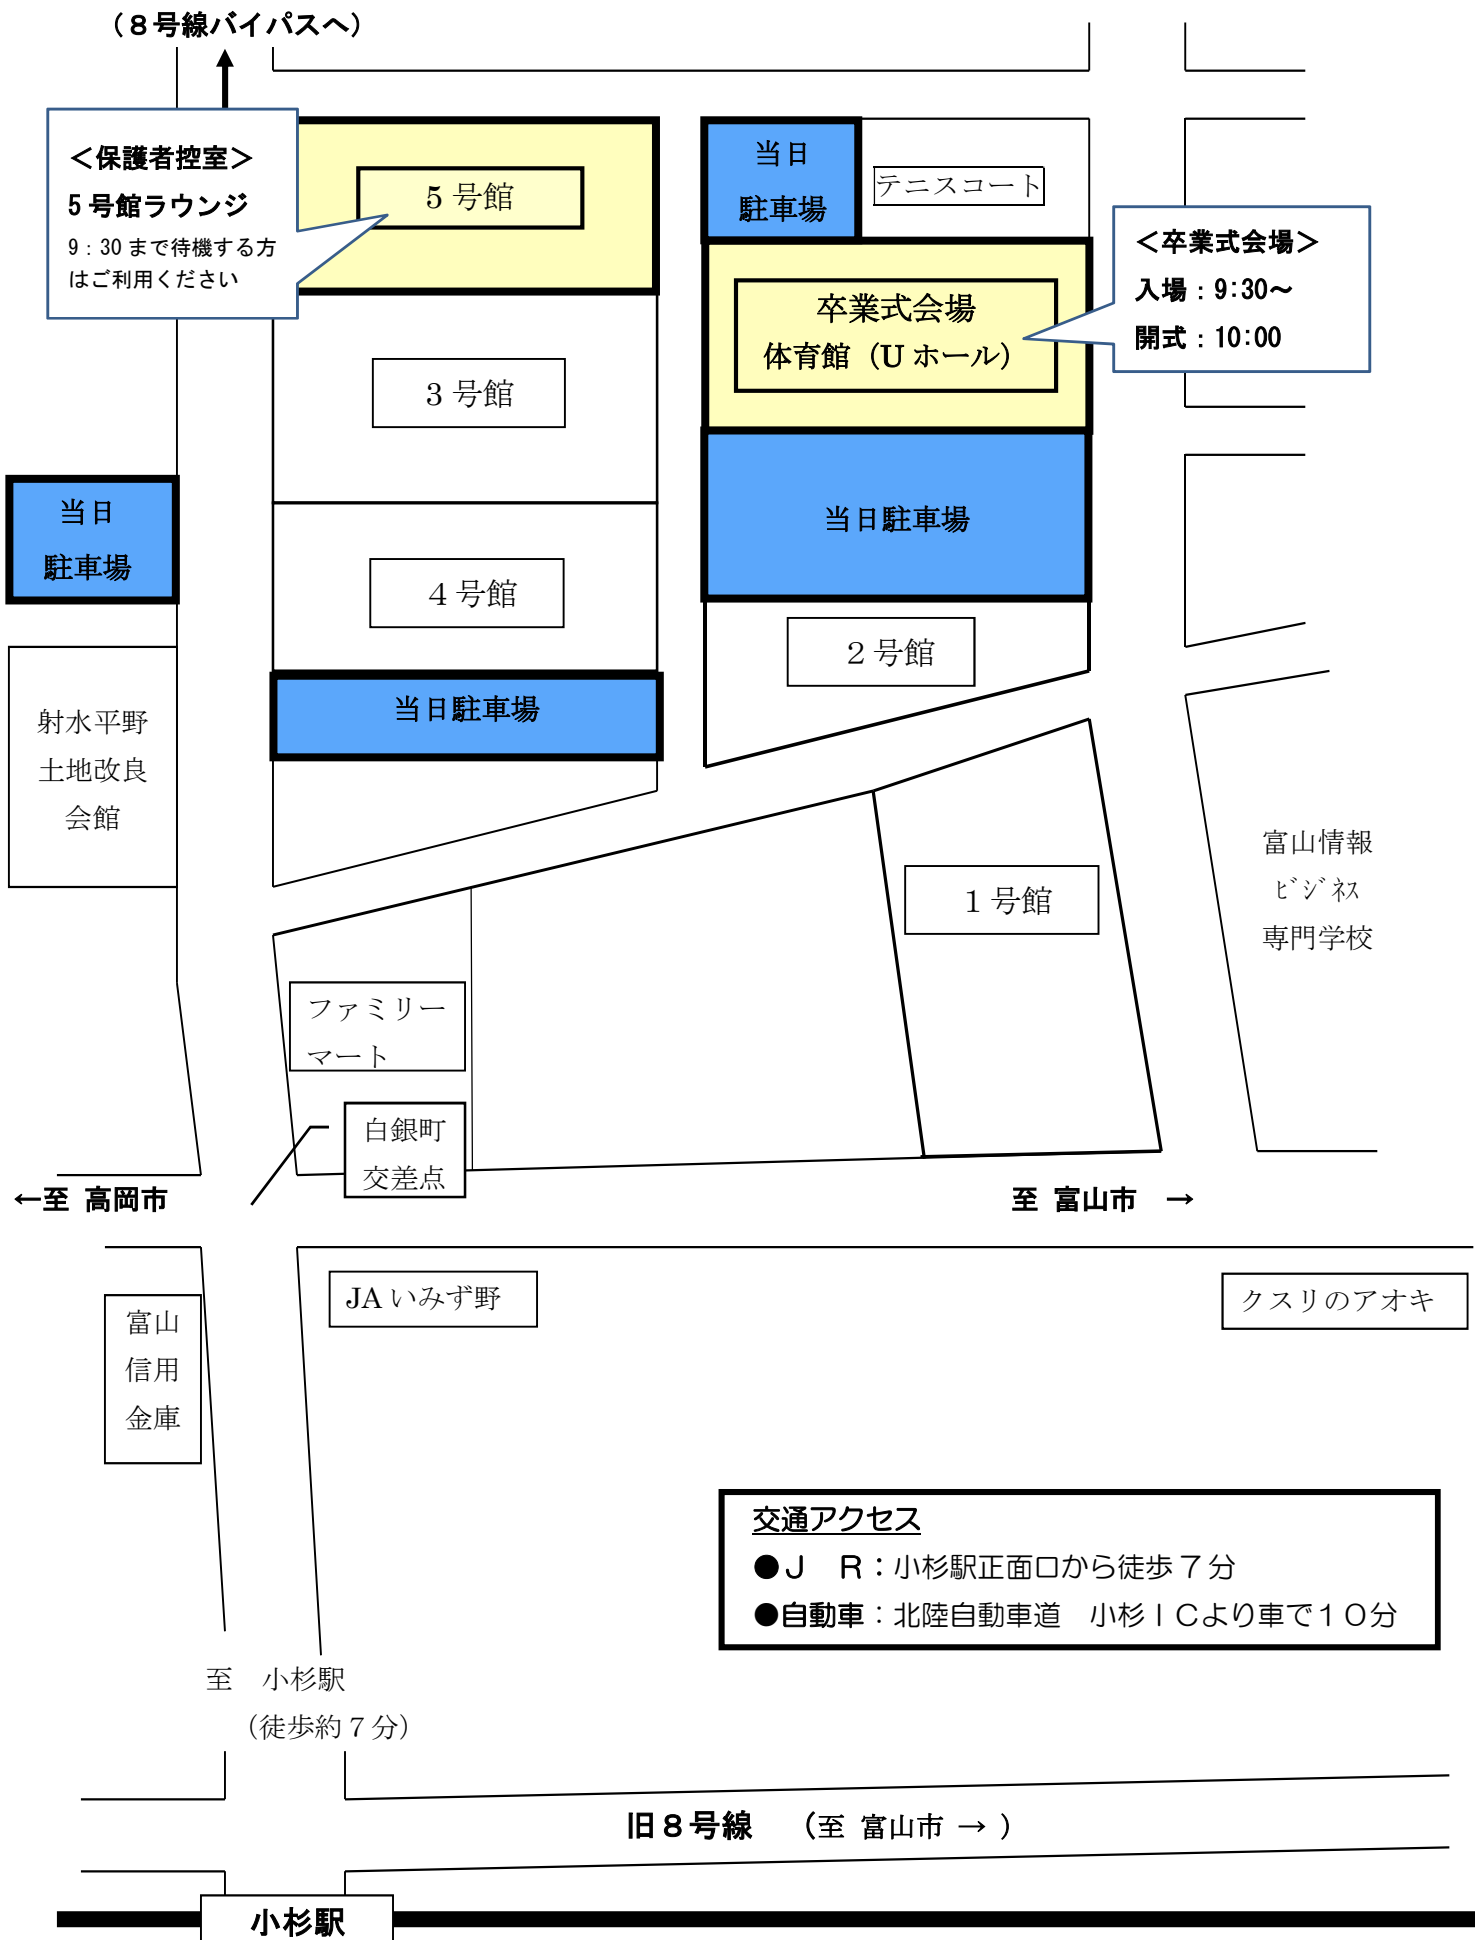 （８号線バイパスへ）
＜保護者控室＞
5 号館ラウンジ
9：30 まで待機する方
はご利用ください
５号館
当日
駐車場
テニスコート
＜卒業式会場＞
入場：9:30～
開式：10:00
卒業式会場
体育館（U ホール）
３号館
当日駐車場
当日
駐車場
４号館
２号館
当日駐車場
射水平野
土地改良
会館
富山情報
ﾋﾞｼﾞﾈｽ
専門学校
１号館
ファミリー
マート
白銀町
交差点
←至 高岡市
至 富山市 →
JA いみず野
クスリのアオキ
富山
信用
金庫
交通アクセス
●Ｊ　Ｒ：小杉駅正面口から徒歩７分
●自動車：北陸自動車道　小杉ＩＣより車で１０分
至　小杉駅
（徒歩約７分）
旧８号線　（至 富山市 → ）
小杉駅